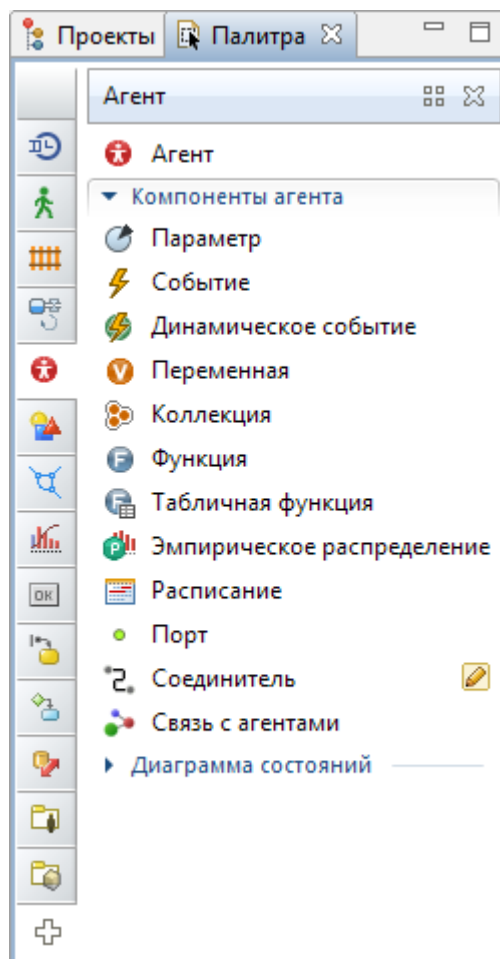 Проекты Палитра
Агент
Агент
Компоненты агента
Параметр
Событие
Динамическое событие
Переменная
Коллекция
Функция
Табличная функция
Эмпирическое распределение
Расписание
OK
Порт
Соединитель
Связь с агентами
Диаграмма состояний